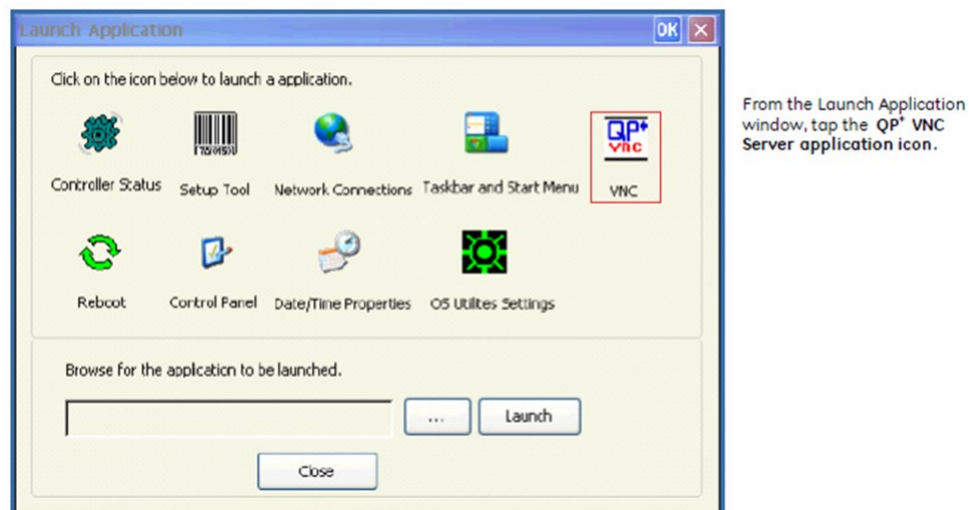 Launch Application
OK
Click on the icon below to launch a application.
QP+
VNC
Controller Status
Setup Tool
Network Connections
Taskbar and Start Menu
VNC
Reboot
Control Panel
Date/Time Properties
OS Utilites Settings
Browse for the application to be launched.
...
Launch
Close
From the Launch Application
window, tap the QP+ VNC
Server application icon.